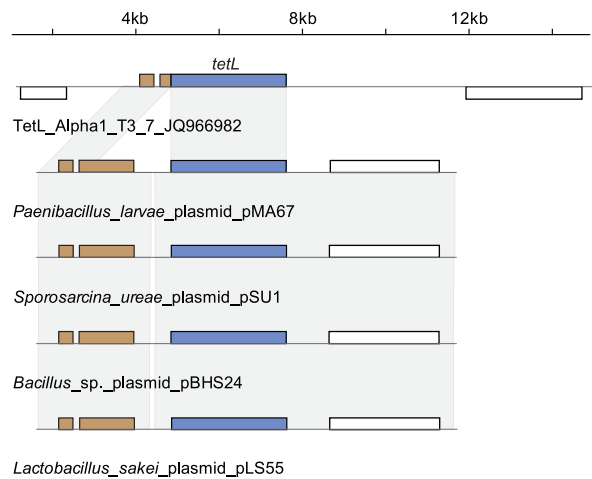 4kb 8kb 12kb
tetL
TetL_Alpha1_T3_7_JQ966982
Paenibacillus_larvae_plasmid_pMA67
Sporosarcina_ureae_plasmid_pSU1
Bacillus_sp._plasmid_pBHS24
Lactobacillus_sakei_plasmid_pLS55